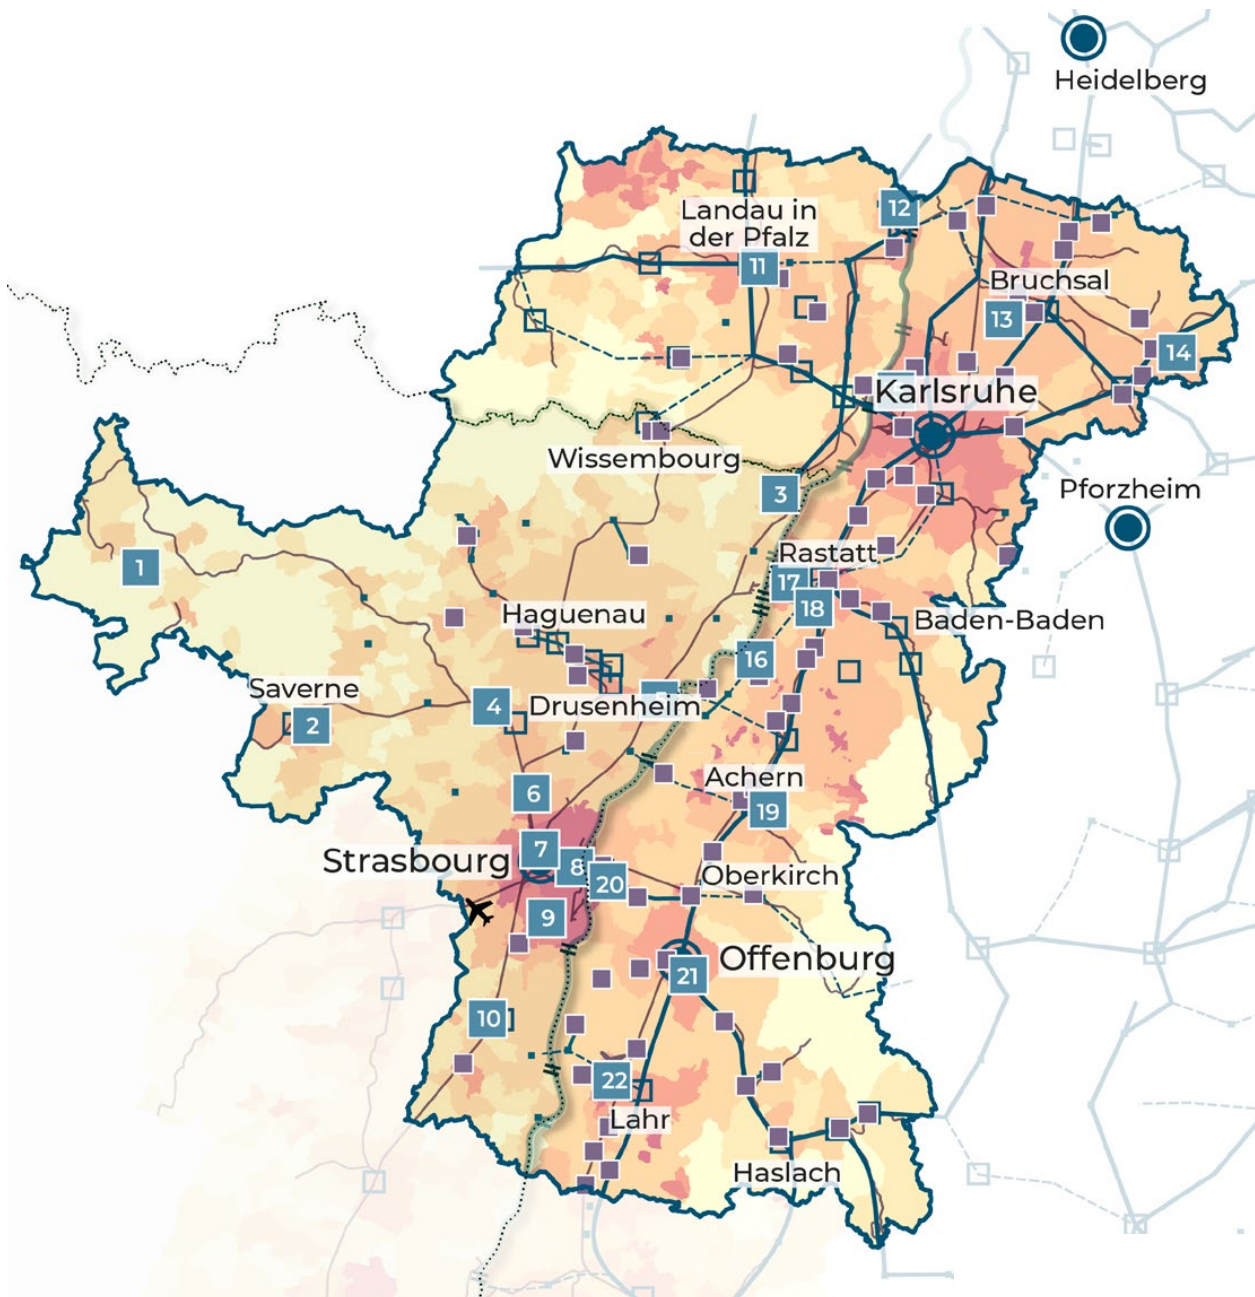 Heidelberg
12
Landau in
der Pfalz
11
Bruchsal
13
14
Karlsruhe
Wissembourg
3
Pforzheim
1
Rastatt
17
18
Haguenau
Baden-Baden
16
Saverne
2
4
Drusenheim
Achern
6
19
7
Strasbourg
8
20
Oberkirch
9
Offenburg
21
10
22
Lahr
Haslach